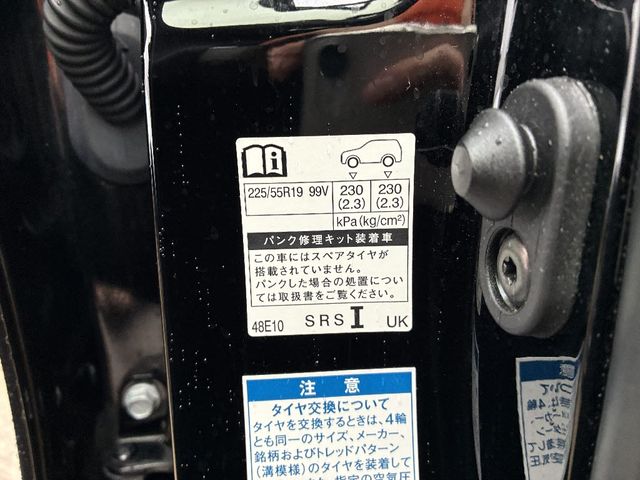 225/55R19 99V 230 230
(2.3) (2.3)
kPa(kg/cm²)
パンク修理キット装着車
この車にはスペアタイヤが
搭載されていません。
パンクした場合の処置につい
ては取扱書をご覧ください。
48E10 SRS I UK
注意
タイヤ交換について
タイヤを交換するときは、4輪
とも同一のサイズ、メーカー、
銘柄およびトレッドパターン
(溝模様)のタイヤを装着して